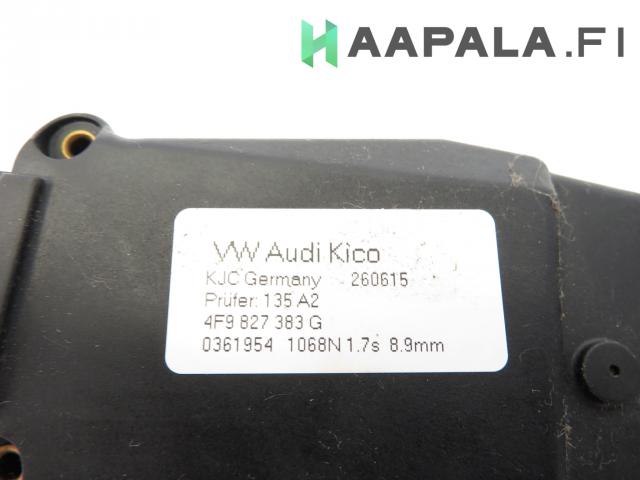 HAAPALA.FI
VW Audi Kico
KJC Germany 260615
Prüfer: 135 A2
4F9 827 383 G
0361954 1068N 1.7s 8.9mm